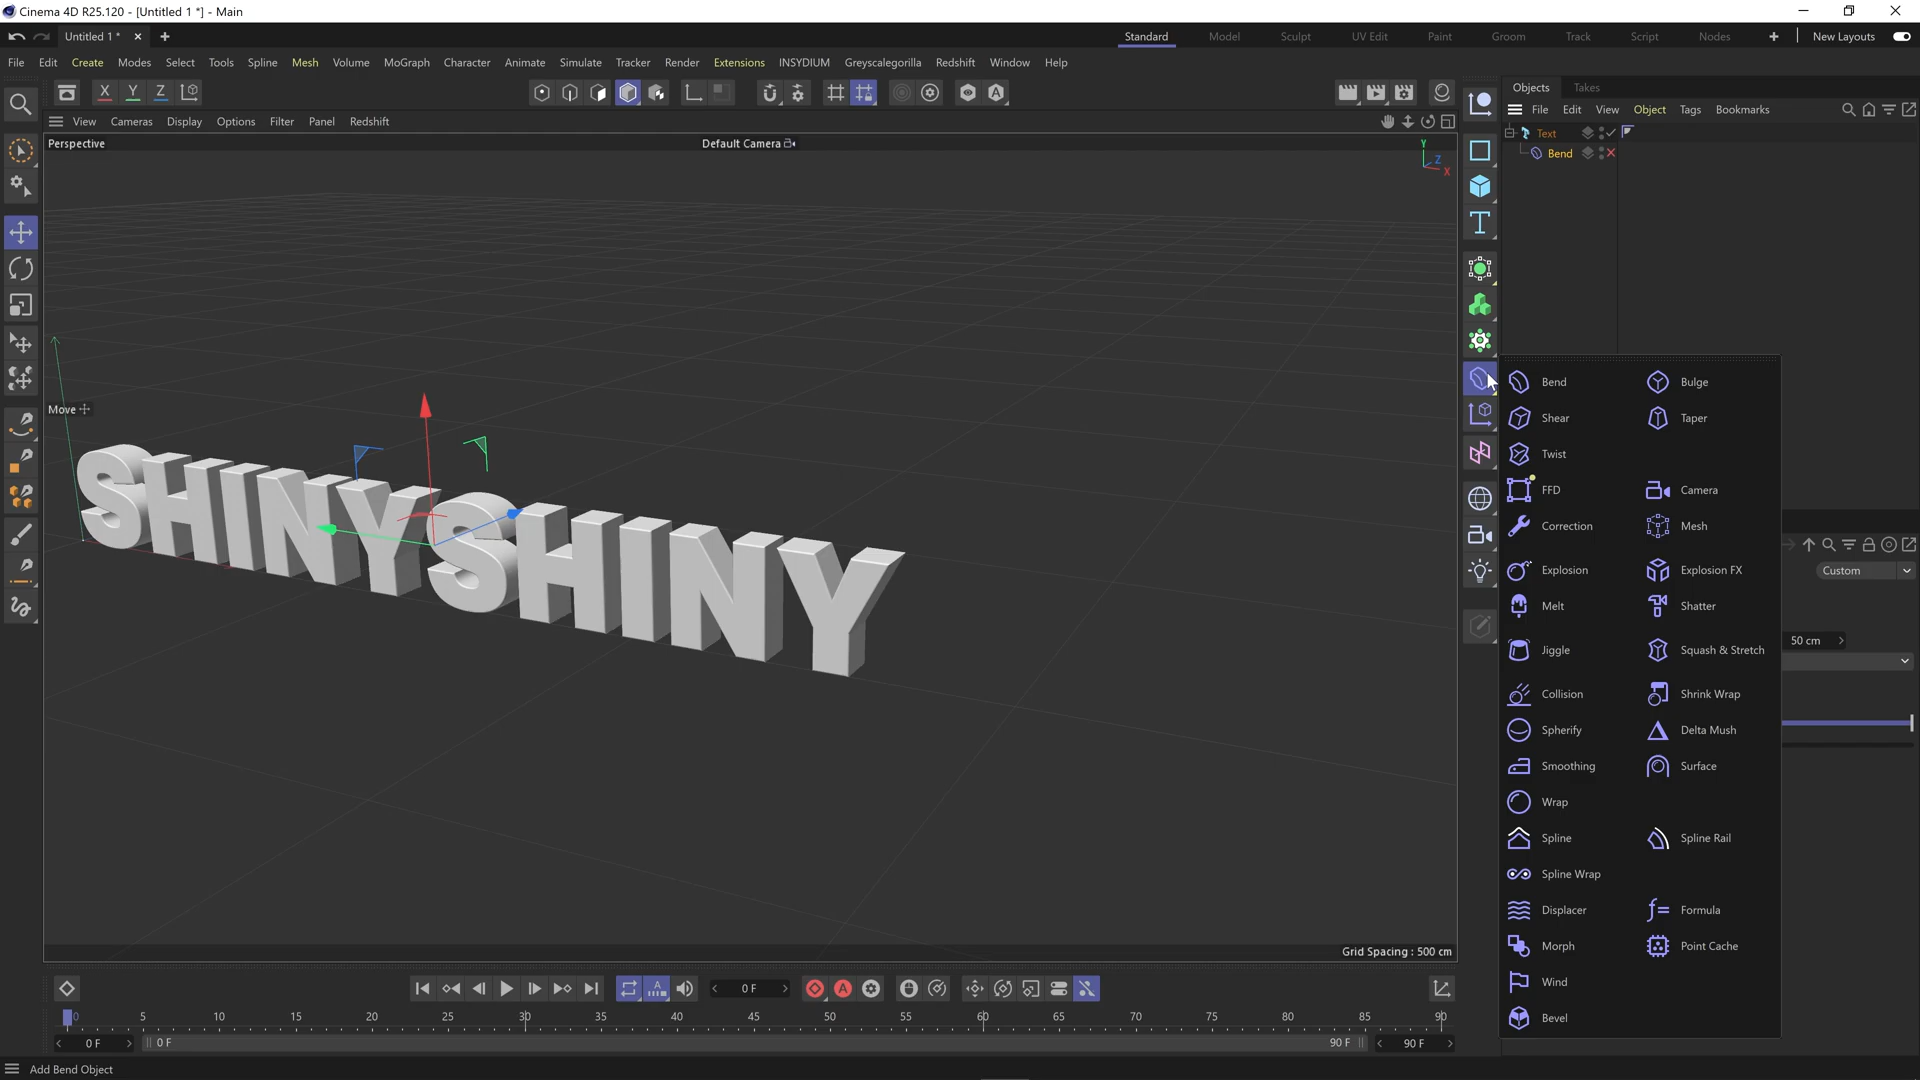 Cinema 4D R25.120 - [Untitled 1 *] - Main
Untitled 1 *
Standard Model Sculpt UV Edit Paint Groom Track Script Nodes New Layouts
File Edit Create Modes Select Tools Spline Mesh Volume MoGraph Character Animate Simulate Tracker Render Extensions INSYDIUM Greyscalegorilla Redshift Window Help
X Y Z
Objects Takes
File Edit View Object Tags Bookmarks
View Cameras Display Options Filter Panel Redshift
Perspective
Default Camera
Y
Z
X
Text
Bend
Move
SHINYSHINY
Bend Bulge
Shear Taper
Twist
FFD Camera
Correction Mesh
Explosion Explosion FX
Custom
Melt Shatter
Jiggle Squash & Stretch
50 cm
Collision Shrink Wrap
Spherify Delta Mush
Smoothing Surface
Wrap
Spline Spline Rail
Spline Wrap
Displacer Formula
Morph Point Cache
Wind
Bevel
Grid Spacing : 500 cm
0 F
0 5 10 15 20 25 30 35 40 45 50 55 60 65 70 75 80 85 90
0 F 0 F 90 F 90 F
Add Bend Object